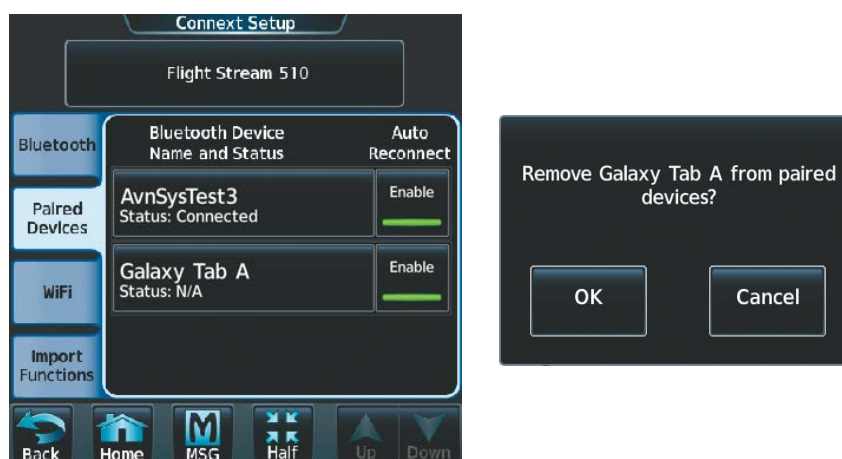 Connext Setup
Flight Stream 510
Bluetooth
Bluetooth Device
Name and Status
Auto
Reconnect
Paired
Devices
AvnSysTest3
Status: Connected
Enable
WiFi
Galaxy Tab A
Status: N/A
Enable
Import
Functions
Back
Home
MSG
Half
Up
Down
Remove Galaxy Tab A from paired
devices?
OK
Cancel